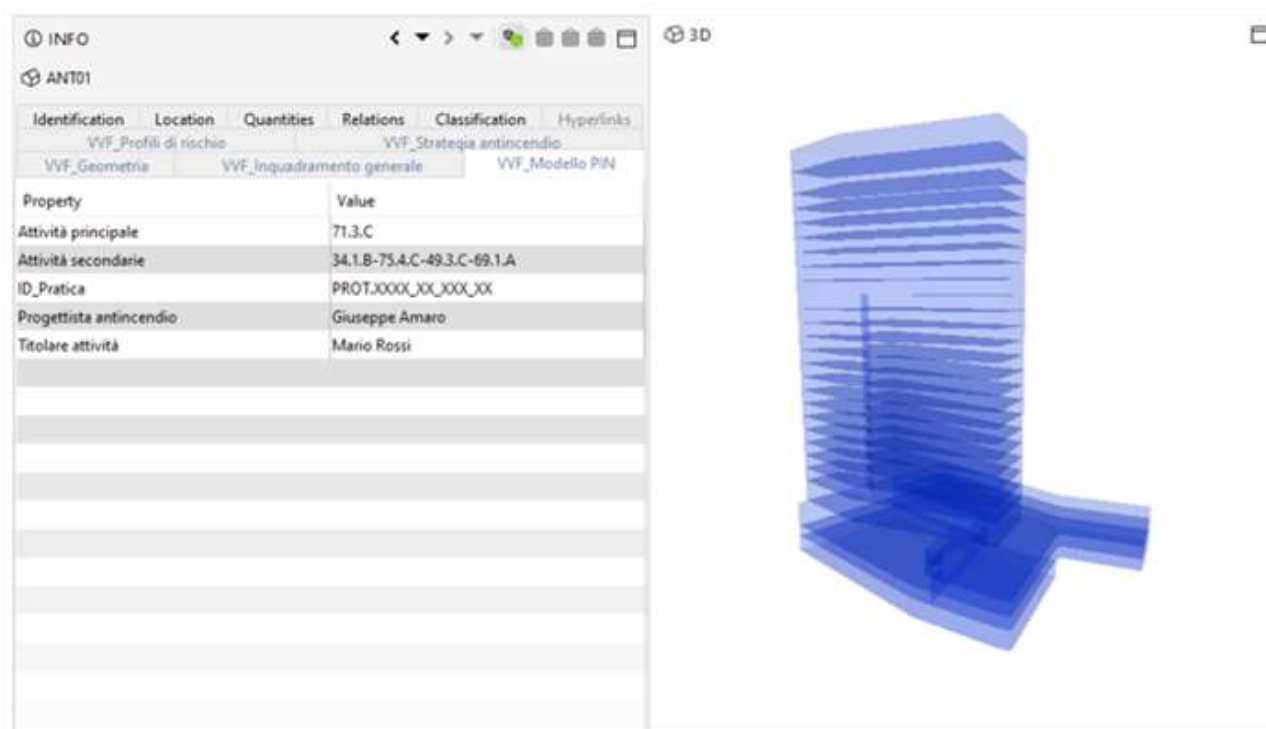 INFO
ANT01
Identification Location Quantities Relations Classification Hyperlinks
VVF_Profili di rischio VVF_Strategia antincendio
VVF_Geometria VVF_Inquadramento generale VVF_Modello PIN
Property Value
Attività principale 71.3.C
Attività secondarie 34.1.B-75.4.C-49.3.C-69.1.A
ID_Pratica PROT.XXXX_XX_XXX_XX
Progettista antincendio Giuseppe Amaro
Titolare attività Mario Rossi
3D